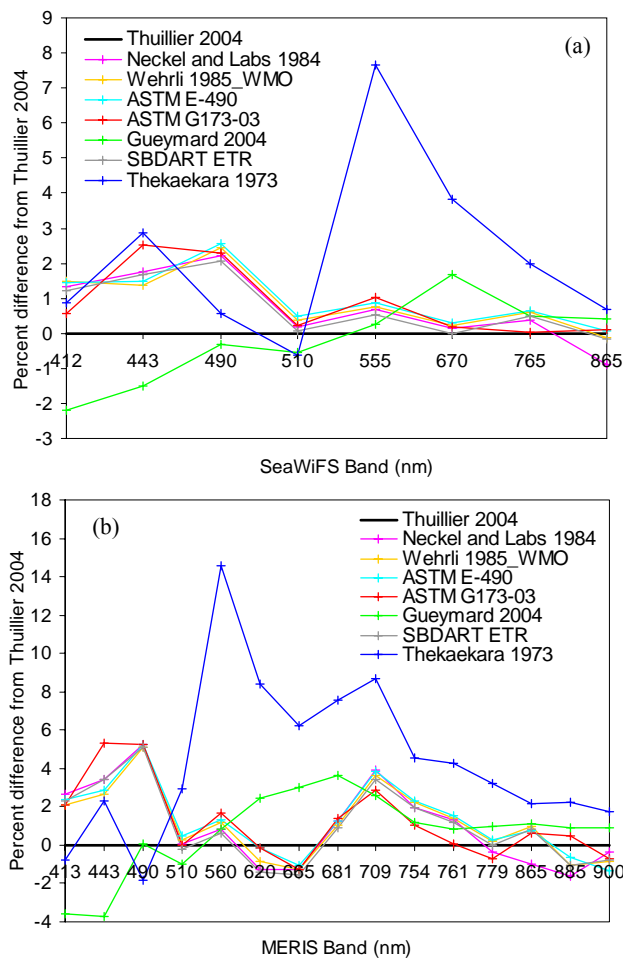 (a)
9
8
7
6
5
4
3
2
1
0
-1
-2
-3
Percent difference from Thuillier 2004
Thuillier 2004
Neckel and Labs 1984
Wehrli 1985_WMO
ASTM E-490
ASTM G173-03
Gueymard 2004
SBDART ETR
Thekaekara 1973
412 443 490 510 555 670 765 865
SeaWiFS Band (nm)
(b)
18
16
14
12
10
8
6
4
2
0
-2
-4
Percent difference from Thuillier 2004
Thuillier 2004
Neckel and Labs 1984
Wehrli 1985_WMO
ASTM E-490
ASTM G173-03
Gueymard 2004
SBDART ETR
Thekaekara 1973
413 443 490 510 560 620 665 681 709 754 761 779 865 885 900
MERIS Band (nm)